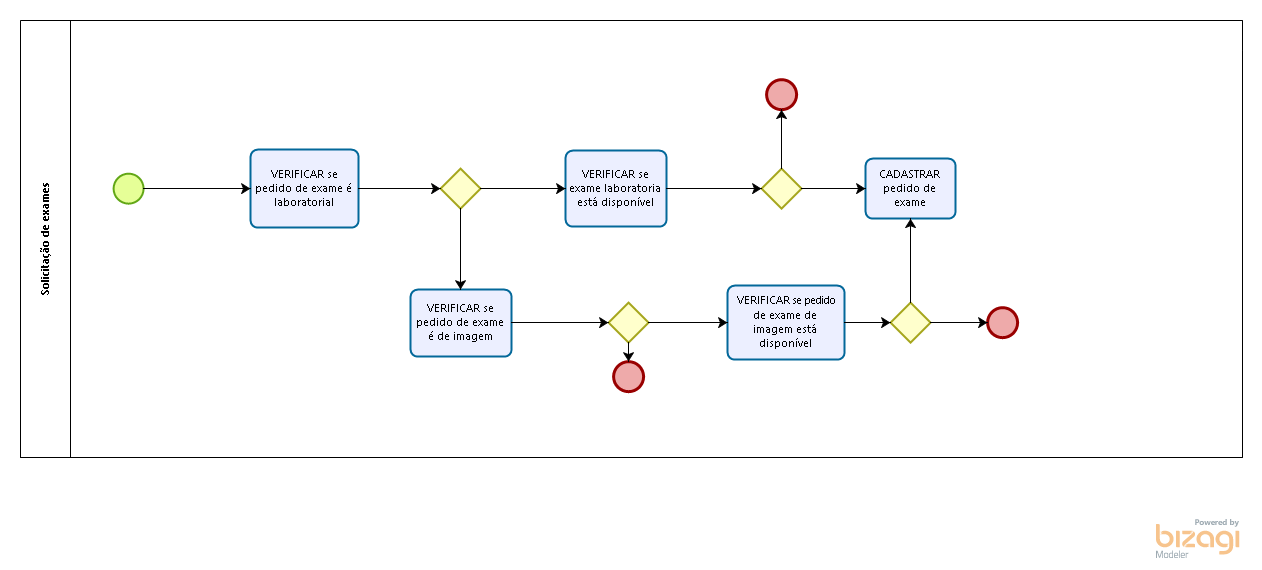 Solicitação de exames
VERIFICAR se
pedido de exame é
laboratorial
VERIFICAR se
exame laboratoria
está disponível
CADASTRAR
pedido de
exame
VERIFICAR se
pedido de exame
é de imagem
VERIFICAR se pedido
de exame de
imagem está
disponível
Powered by
bizagi
Modeler